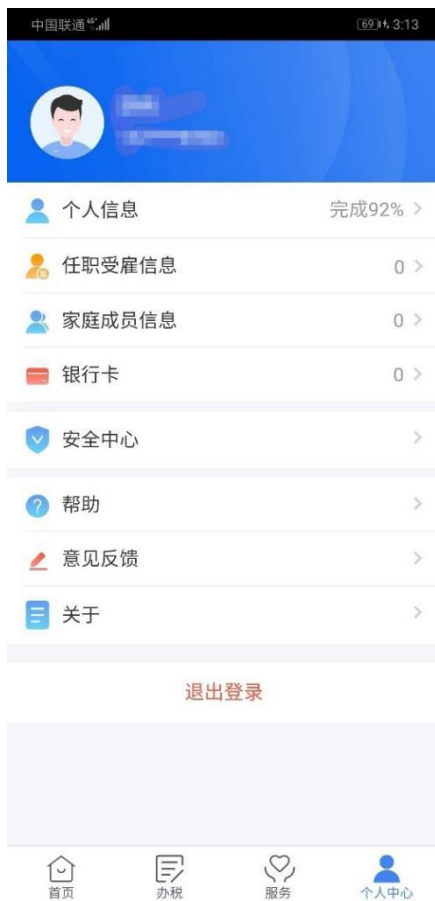 中国联通 69 3:13
个人信息 完成92%
任职受雇信息 0
家庭成员信息 0
银行卡 0
安全中心
帮助
意见反馈
关于
退出登录
首页 办税 服务 个人中心